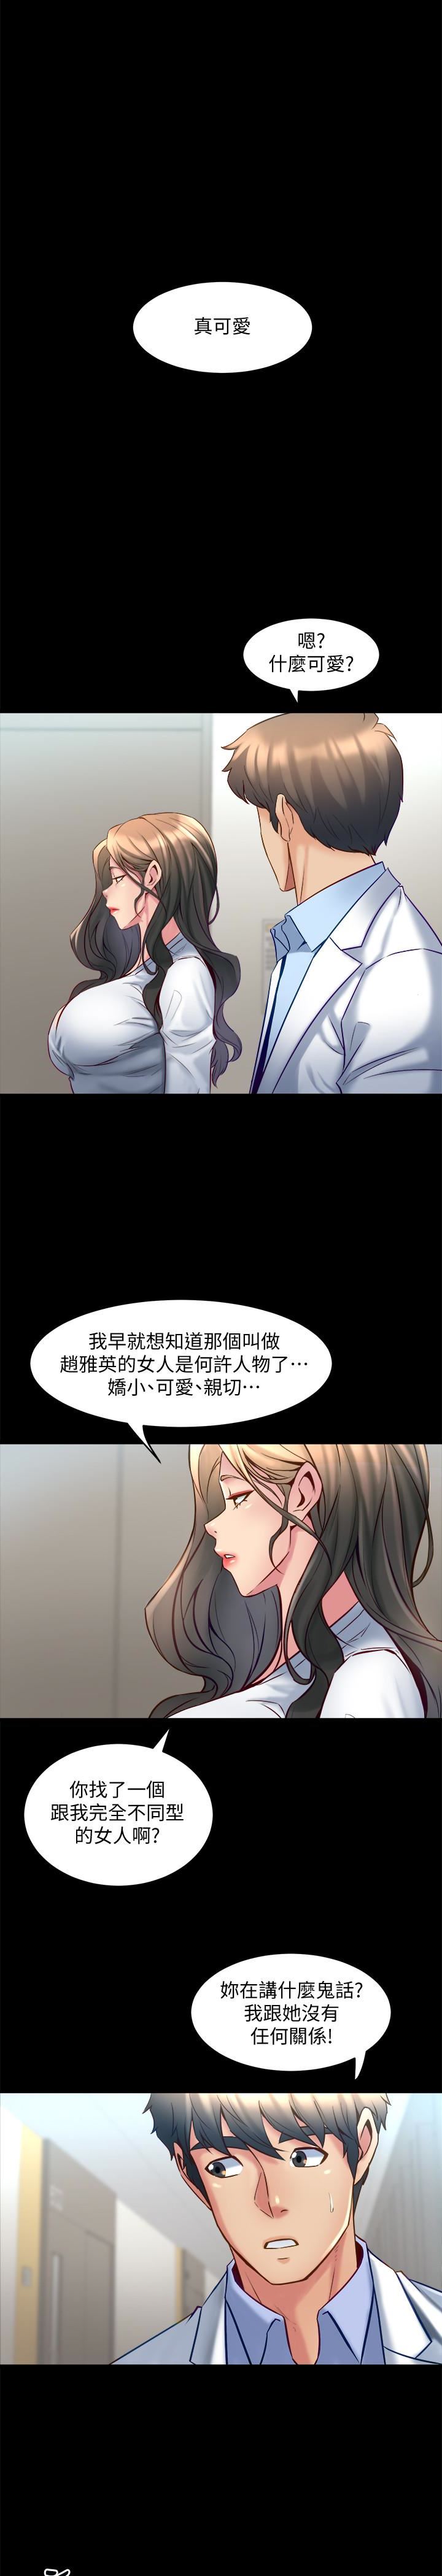 真可愛
嗯?
什麼可愛?
我早就想知道那個叫做
趙雅英的女人是何許人物了…
嬌小、可愛、親切…
你找了一個
跟我完全不同型
的女人啊?
妳在講什麼鬼話?
我跟她沒有
任何關係!